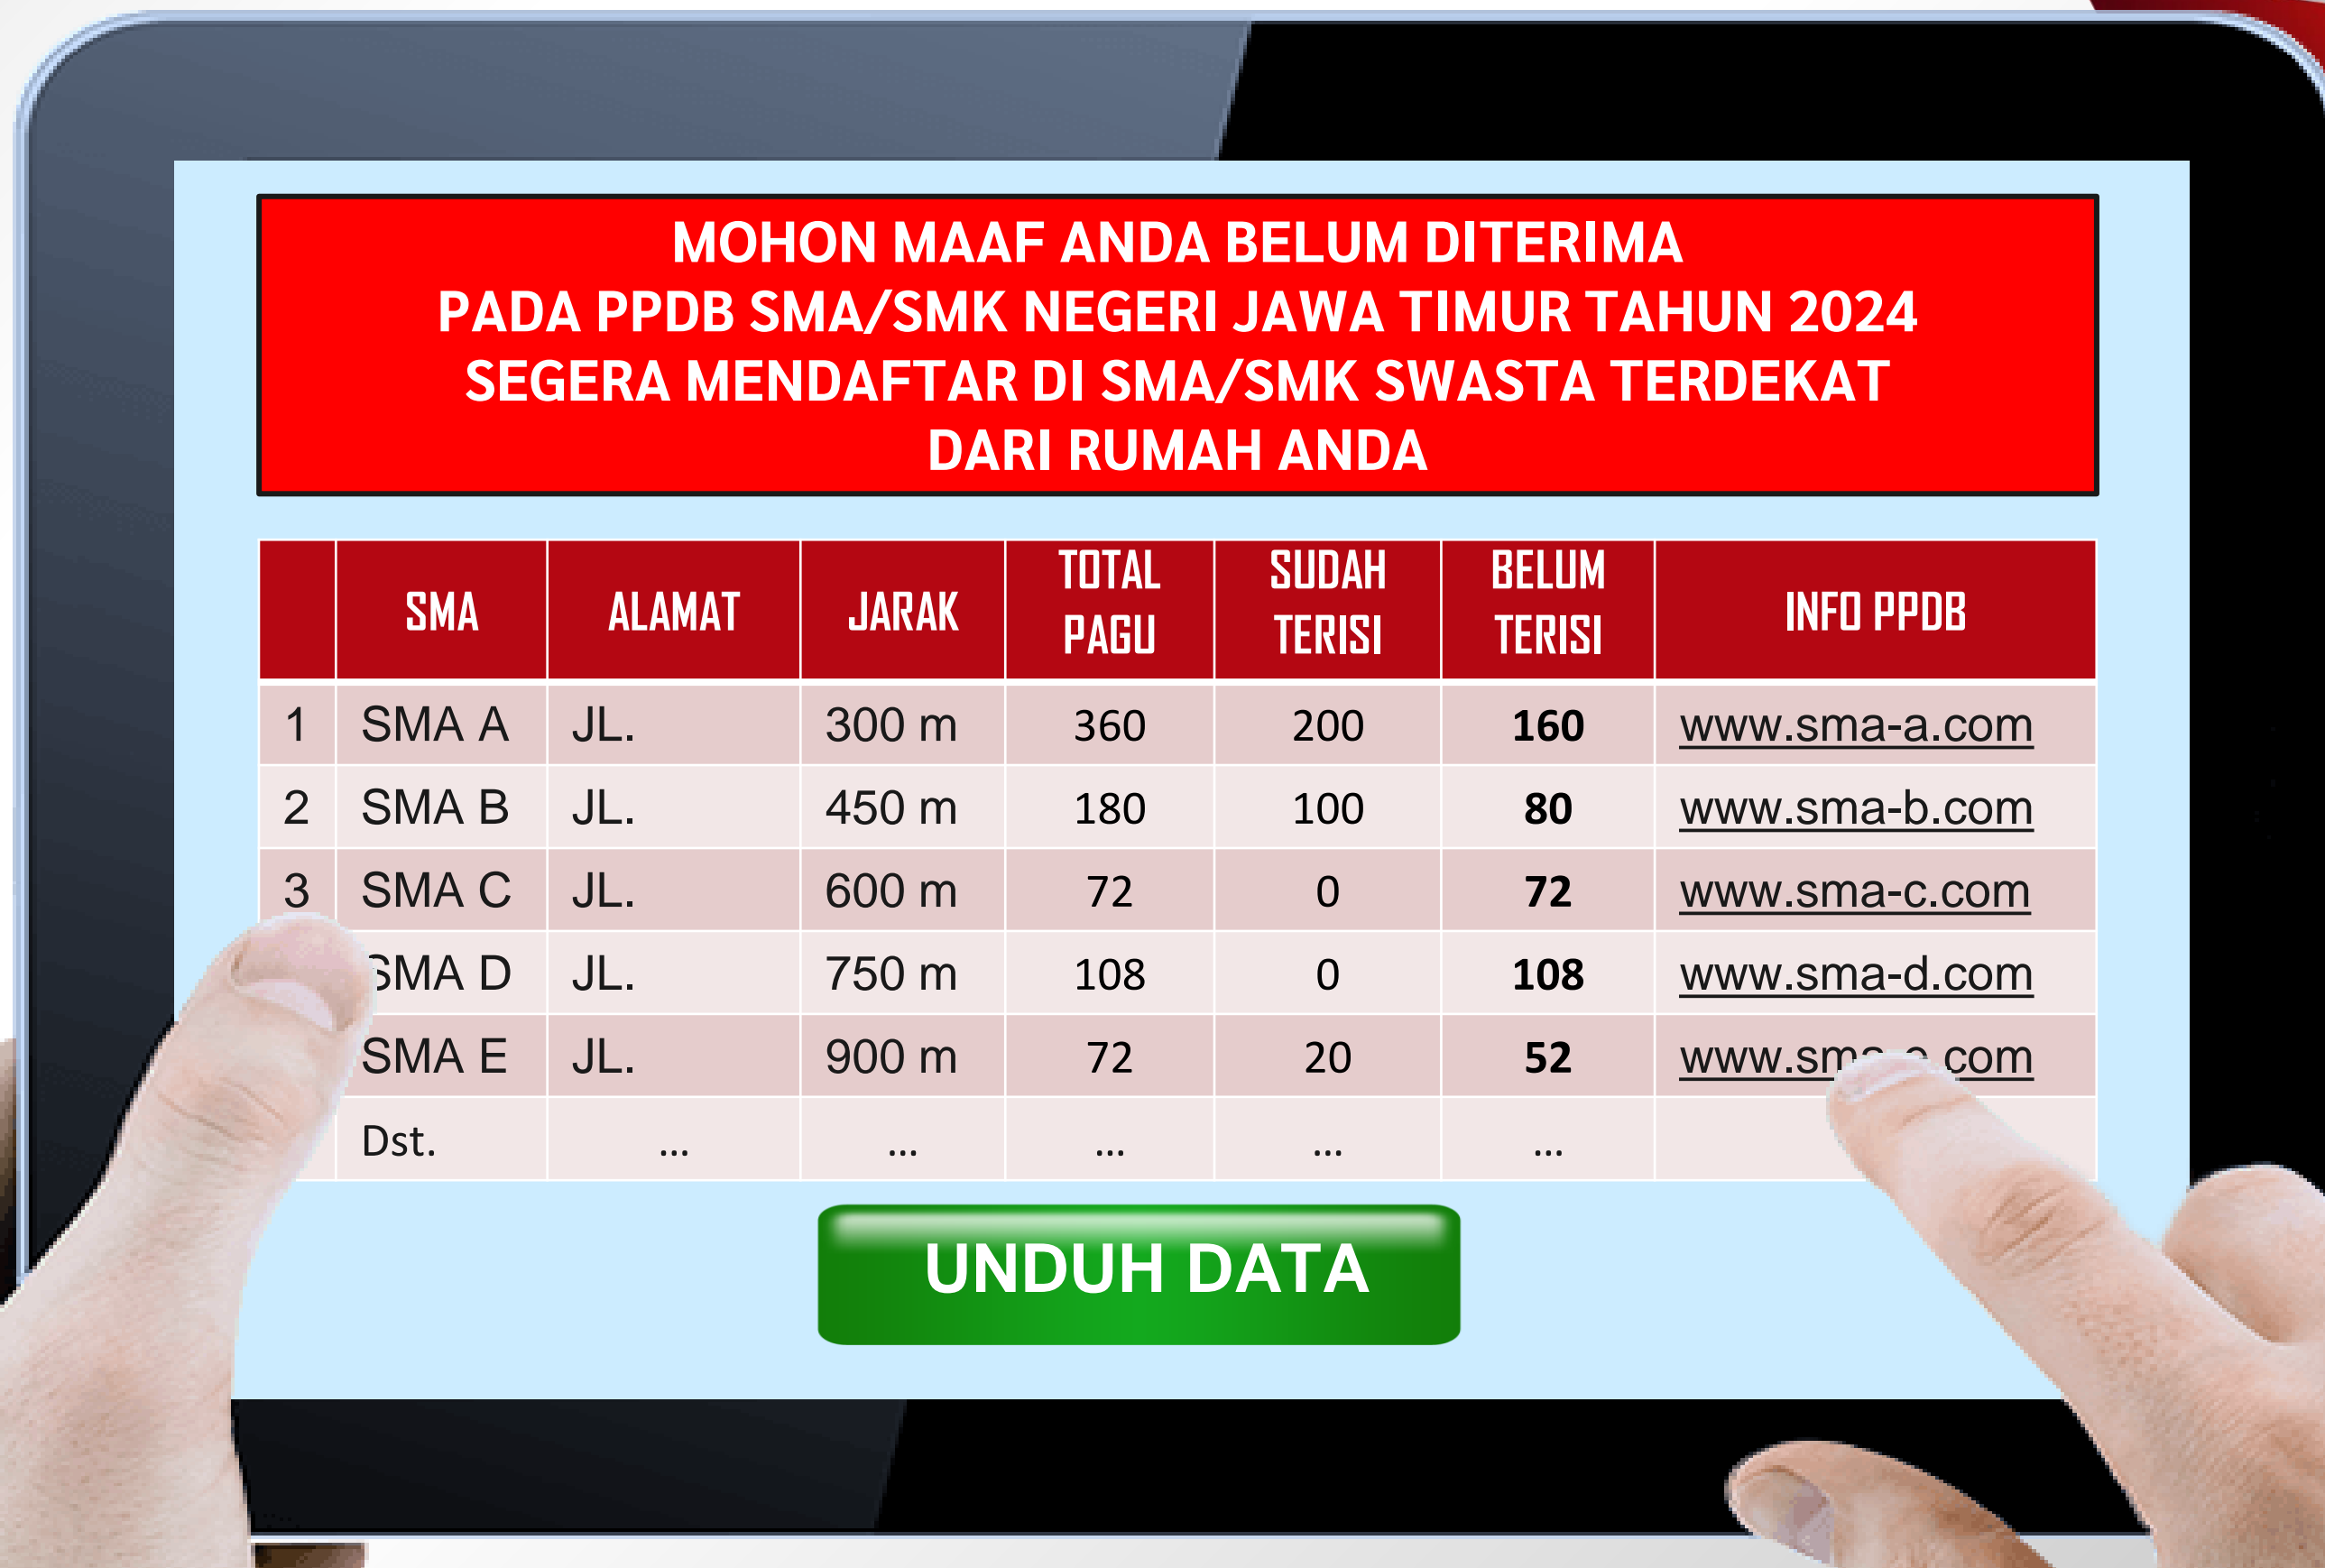 MOHON MAAF ANDA BELUM DITERIMA
PADA PPDB SMA/SMK NEGERI JAWA TIMUR TAHUN 2024
SEGERA MENDAFTAR DI SMA/SMK SWASTA TERDEKAT
DARI RUMAH ANDA
SMA ALAMAT JARAK TOTAL PAGU SUDAH TERISI BELUM TERISI INFO PPDB
1 SMA A JL. 300 m 360 200 160 www.sma-a.com
2 SMA B JL. 450 m 180 100 80 www.sma-b.com
3 SMA C JL. 600 m 72 0 72 www.sma-c.com
SMA D JL. 750 m 108 0 108 www.sma-d.com
SMA E JL. 900 m 72 20 52 www.sma-e.com
Dst. ... ... ... ... ...
UNDUH DATA